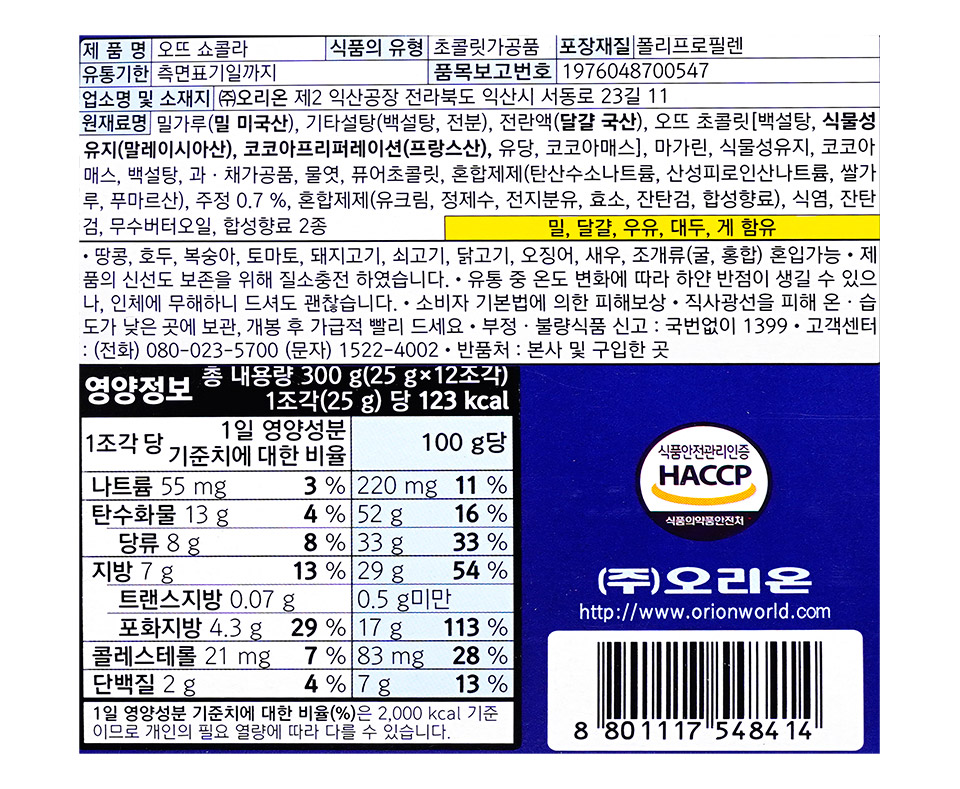 제 품 명 오뜨 쇼콜라 식품의 유형 초콜릿가공품 포장재질 폴리프로필렌
유통기한 측면표기일까지 품목보고번호 1976048700547
업소명 및 소재지 ㈜오리온 제2 익산공장 전라북도 익산시 서동로 23길 11
원재료명 밀가루(밀 미국산), 기타설탕(백설탕, 전분), 전란액(달걀 국산), 오뜨 초콜릿[백설탕, 식물성
유지(말레이시아산), 코코아프리퍼레이션(프랑스산), 유당, 코코아매스], 마가린, 식물성유지, 코코아
매스, 백설탕, 과·채가공품, 물엿, 퓨어초콜릿, 혼합제제(탄산수소나트륨, 산성피로인산나트륨, 쌀가
루, 푸마르산), 주정 0.7 %, 혼합제제(유크림, 정제수, 전지분유, 효소, 잔탄검, 합성향료), 식염, 잔탄
검, 무수버터오일, 합성향료 2종
밀, 달걀, 우유, 대두, 게 함유
• 땅콩, 호두, 복숭아, 토마토, 돼지고기, 쇠고기, 닭고기, 오징어, 새우, 조개류(굴, 홍합) 혼입가능 • 제
품의 신선도 보존을 위해 질소충전 하였습니다. • 유통 중 온도 변화에 따라 하얀 반점이 생길 수 있으
나, 인체에 무해하니 드셔도 괜찮습니다. • 소비자 기본법에 의한 피해보상 • 직사광선을 피해 온·습
도가 낮은 곳에 보관, 개봉 후 가급적 빨리 드세요 • 부정·불량식품 신고 : 국번없이 1399 • 고객센터
: (전화) 080-023-5700 (문자) 1522-4002 • 반품처 : 본사 및 구입한 곳
영양정보 총 내용량 300 g(25 g×12조각)
1조각(25 g) 당 123 kcal
1조각 당 1일 영양성분 기준치에 대한 비율 100 g당
나트륨 55 mg 3 % 220 mg 11 %
탄수화물 13 g 4 % 52 g 16 %
당류 8 g 8 % 33 g 33 %
지방 7 g 13 % 29 g 54 %
트랜스지방 0.07 g 0.5 g미만
포화지방 4.3 g 29 % 17 g 113 %
콜레스테롤 21 mg 7 % 83 mg 28 %
단백질 2 g 4 % 7 g 13 %
1일 영양성분 기준치에 대한 비율(%)은 2,000 kcal 기준
이므로 개인의 필요 열량에 따라 다를 수 있습니다.
식품안전관리인증
HACCP
식품의약품안전처
(주)오리온
http://www.orionworld.com
8 801117 548414